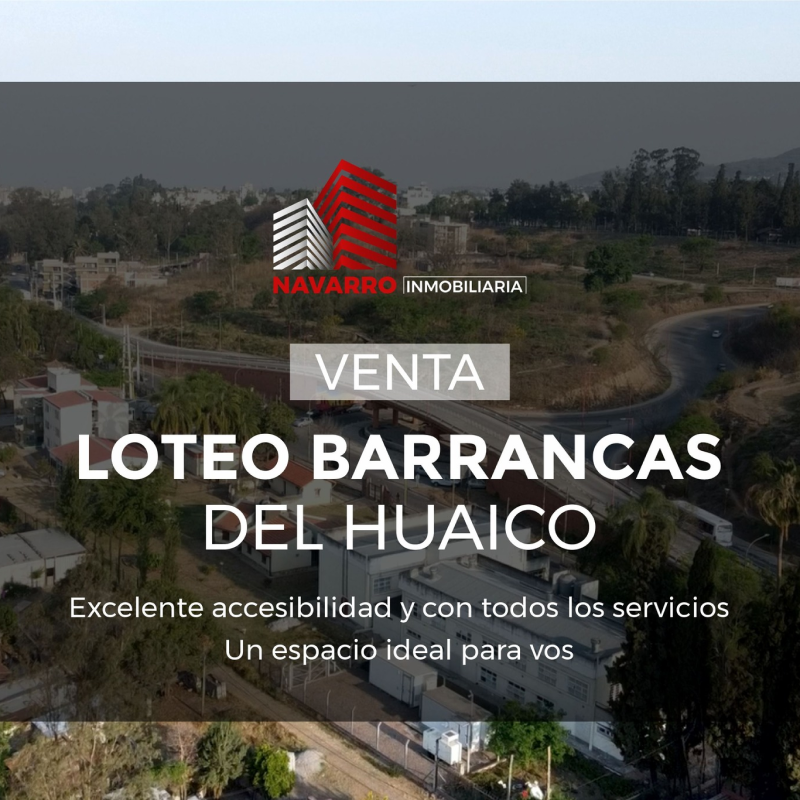 NAVARRO INMOBILIARIA
VENTA
LOTEO BARRANCAS
DEL HUAICO
Excelente accesibilidad y con todos los servicios
Un espacio ideal para vos